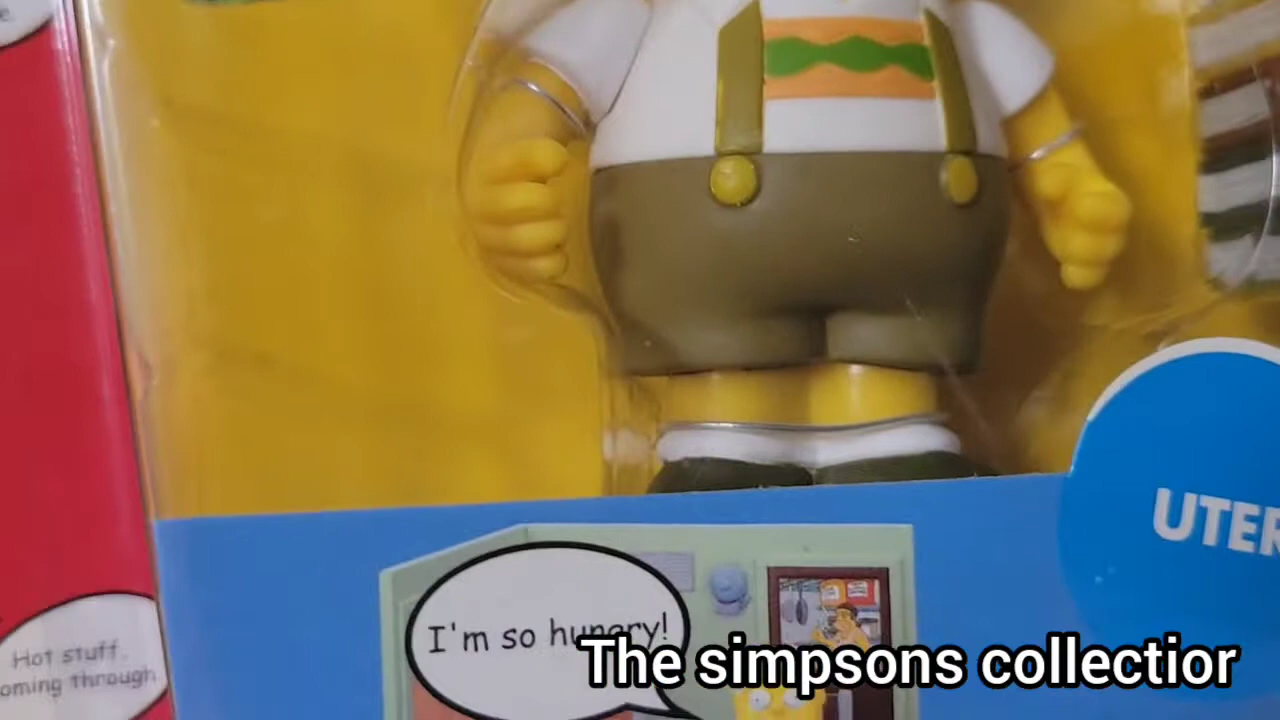 UTER
I'm so hungry!
Hot stuff.
oming through
The simpsons collectior